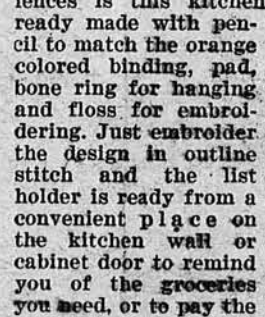 lences is this kitchen
ready made with pen-
cil to match the orange
colored binding, pad,
bone ring for hanging
and floss for embroi-
dering. Just embroider
the design in outline
stitch and the list
holder is ready from a
convenient place on
the kitchen wall or
cabinet door to remind
you of the groceries
you need, or to pay the